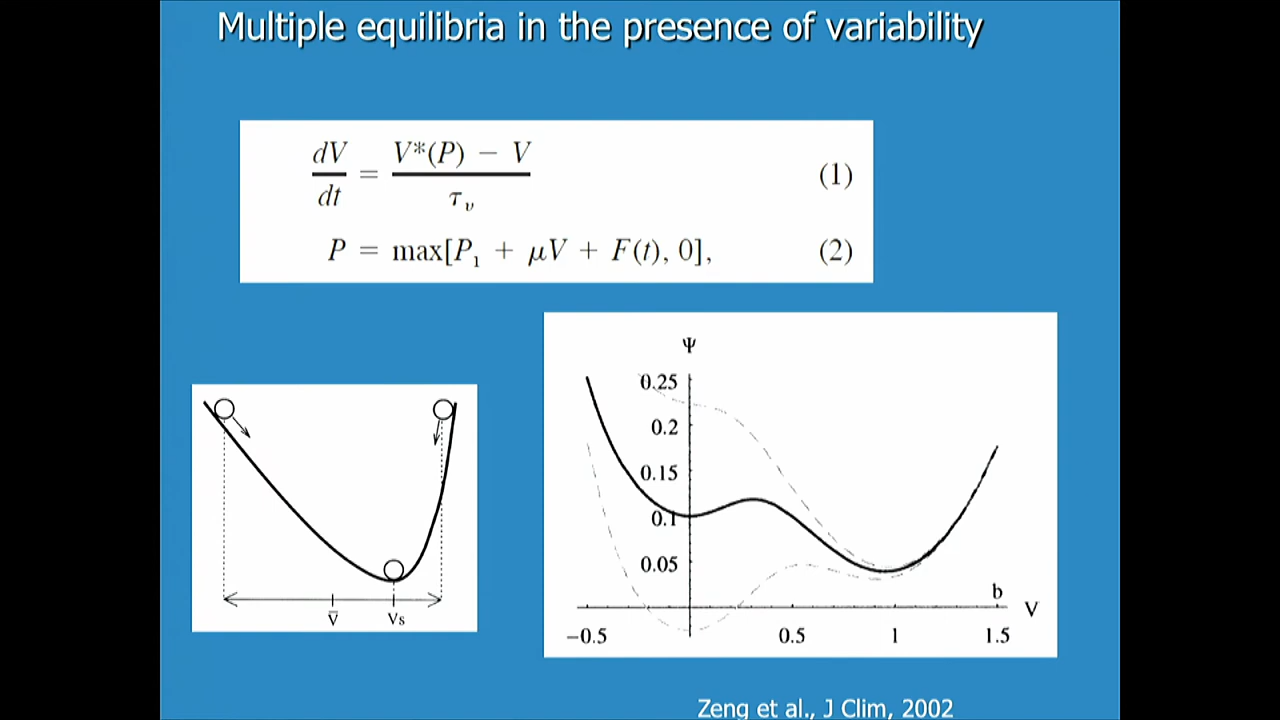 Multiple equilibria in the presence of variability
dV/dt = (V*(P) − V)/τᵥ (1)
P = max[P₁ + μV + F(t), 0], (2)
V̄ Vs
Ψ
0.25
0.2
0.15
0.1
0.05
b
V
−0.5 0.5 1 1.5
Zeng et al., J Clim, 2002